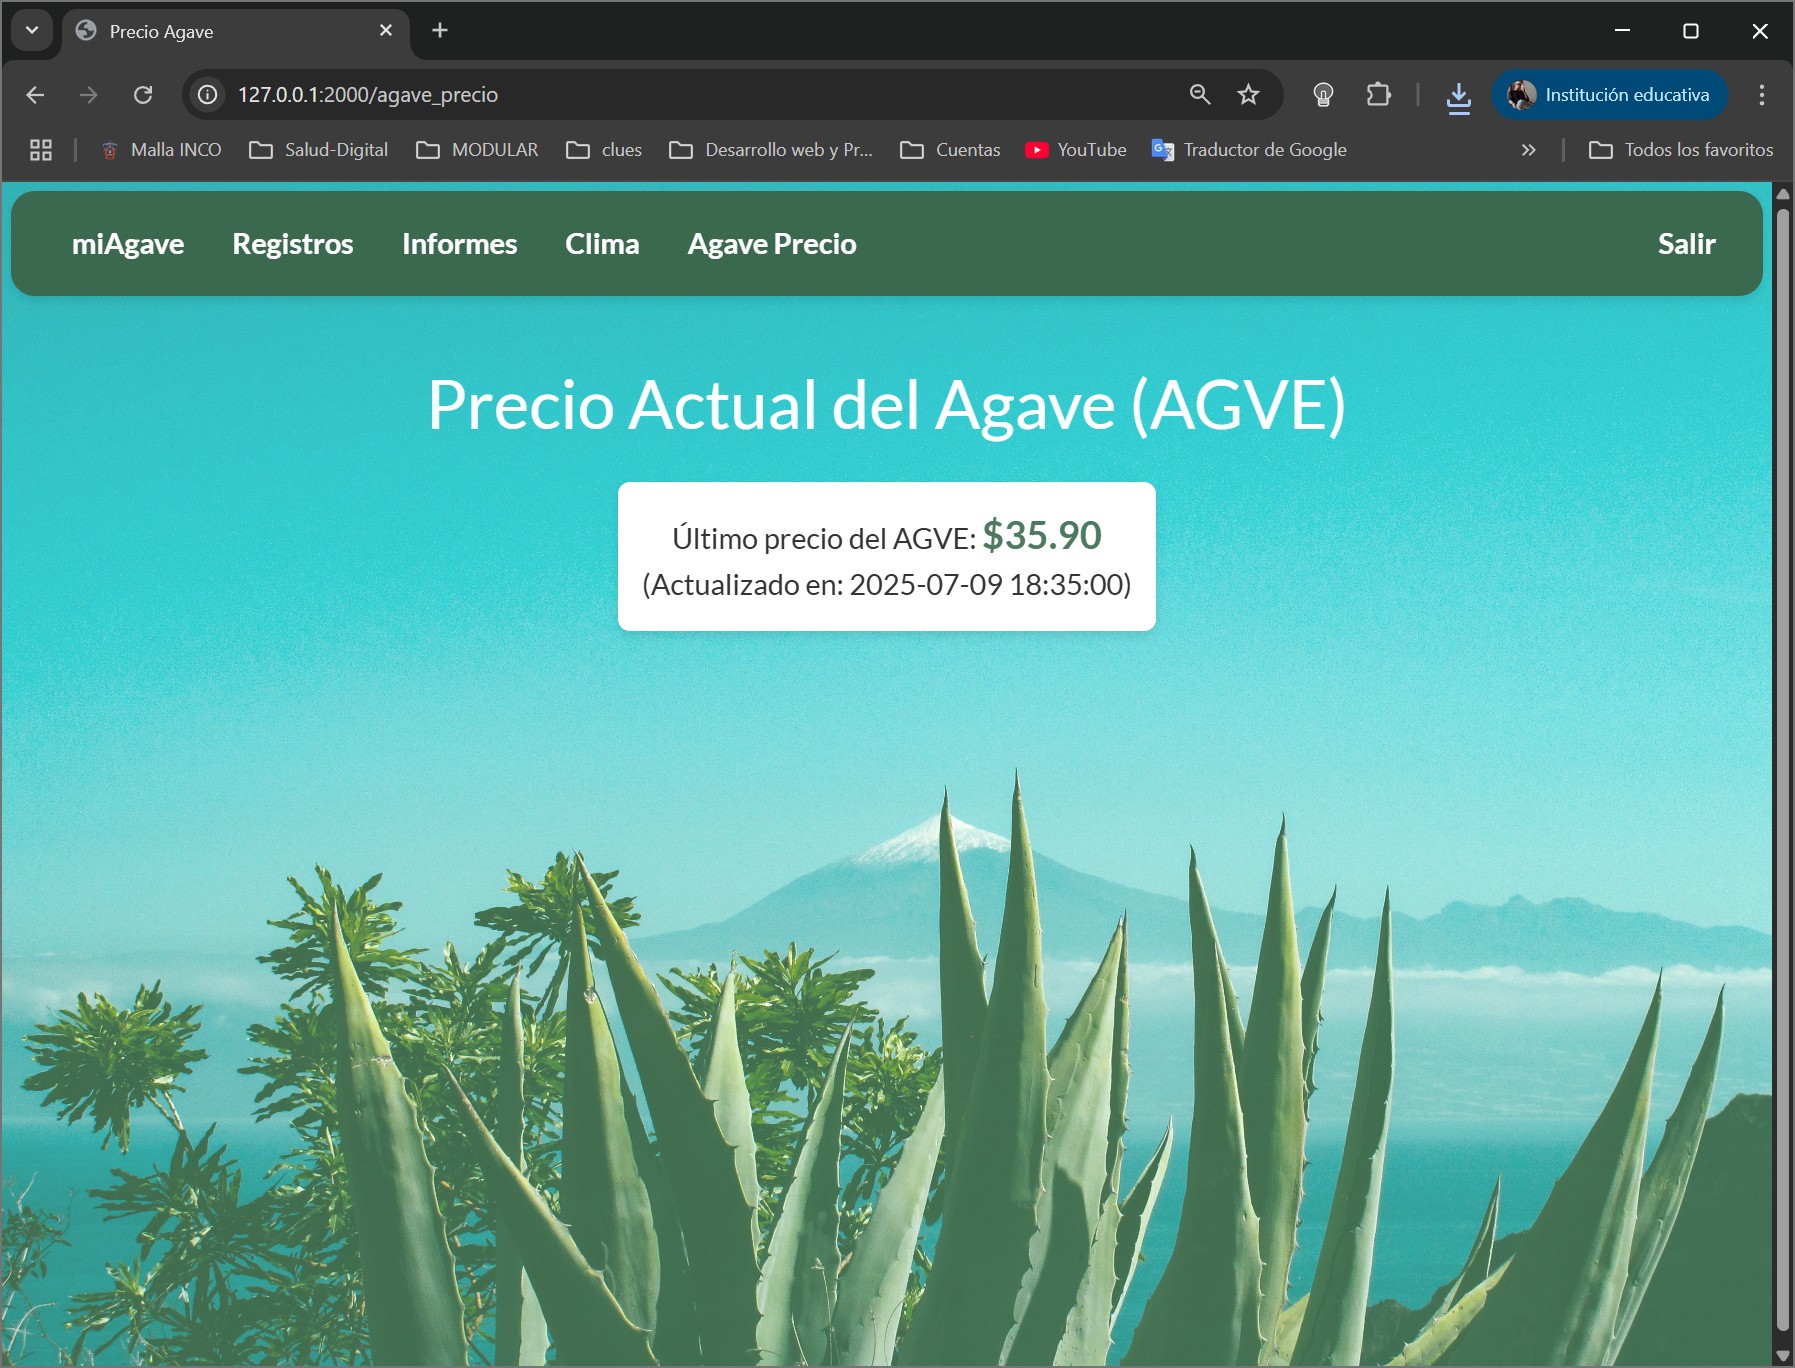 Precio Agave
127.0.0.1:2000/agave_precio
Institución educativa
Malla INCO Salud-Digital MODULAR clues Desarrollo web y Pr... Cuentas YouTube Traductor de Google Todos los favoritos
miAgave Registros Informes Clima Agave Precio Salir
Precio Actual del Agave (AGVE)
Último precio del AGVE: $35.90
(Actualizado en: 2025-07-09 18:35:00)